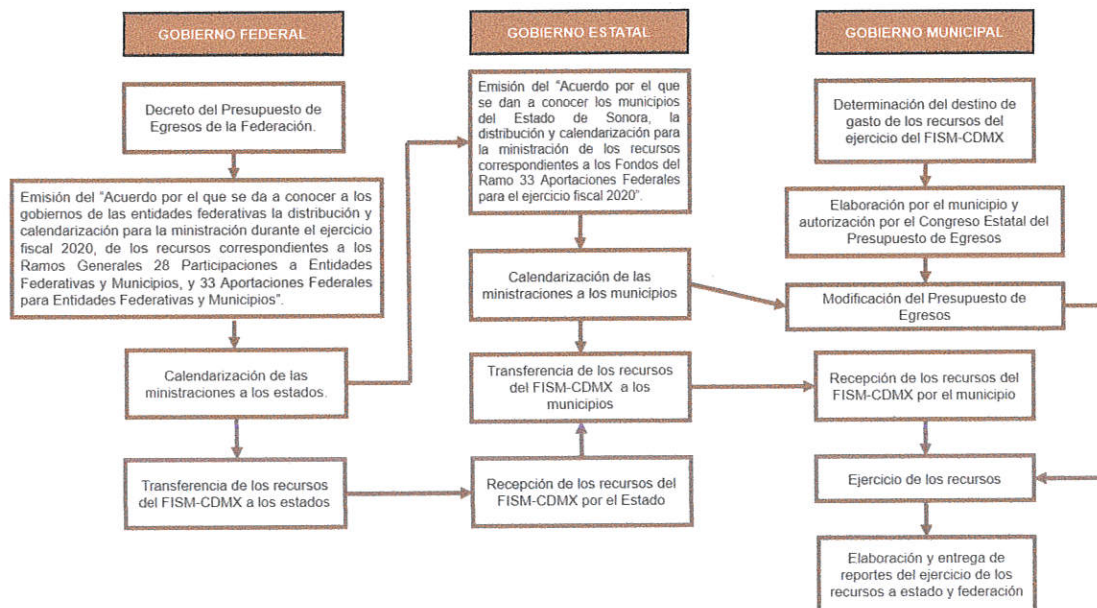 GOBIERNO FEDERAL
Decreto del Presupuesto de
Egresos de la Federación.
Emisión del “Acuerdo por el que se da a conocer a los
gobiernos de las entidades federativas la distribución y
calendarización para la ministración durante el ejercicio
fiscal 2020, de los recursos correspondientes a los
Ramos Generales 28 Participaciones a Entidades
Federativas y Municipios, y 33 Aportaciones Federales
para Entidades Federativas y Municipios”.
Calendarización de las
ministraciones a los estados.
Transferencia de los recursos
del FISM-CDMX a los estados
GOBIERNO ESTATAL
Emisión del “Acuerdo por el que
se dan a conocer los municipios
del Estado de Sonora, la
distribución y calendarización para
la ministración de los recursos
correspondientes a los Fondos del
Ramo 33 Aportaciones Federales
para el ejercicio fiscal 2020”.
Calendarización de las
ministraciones a los municipios
Transferencia de los recursos
del FISM-CDMX a los
municipios
Recepción de los recursos del
FISM-CDMX por el Estado
GOBIERNO MUNICIPAL
Determinación del destino de
gasto de los recursos del
ejercicio del FISM-CDMX
Elaboración por el municipio y
autorización por el Congreso Estatal del
Presupuesto de Egresos
Modificación del Presupuesto de
Egresos
Recepción de los recursos del
FISM-CDMX por el municipio
Ejercicio de los recursos
Elaboración y entrega de
reportes del ejercicio de los
recursos a estado y federación